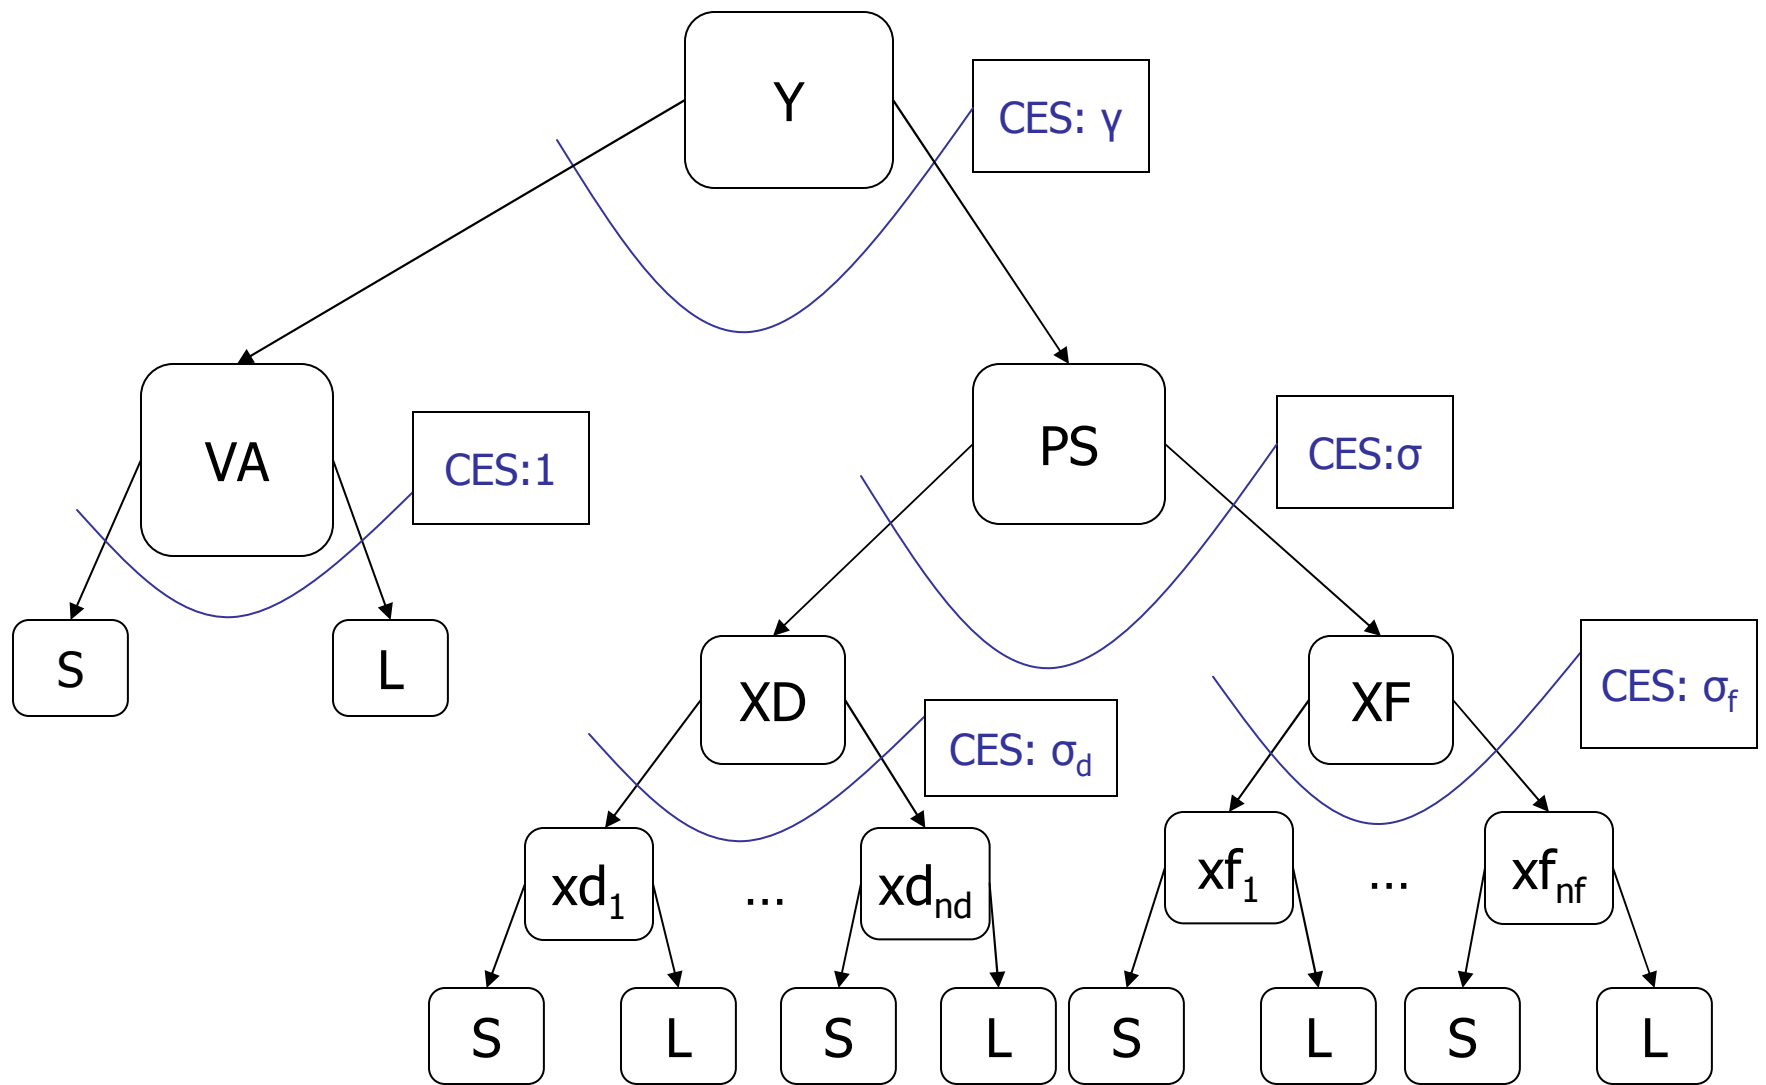 Y
CES: γ
VA
CES:1
PS
CES:σ
S
L
XD
CES: σd
XF
CES: σf
xd1
...
xdnd
xf1
...
xfnf
S
L
S
L
S
L
S
L